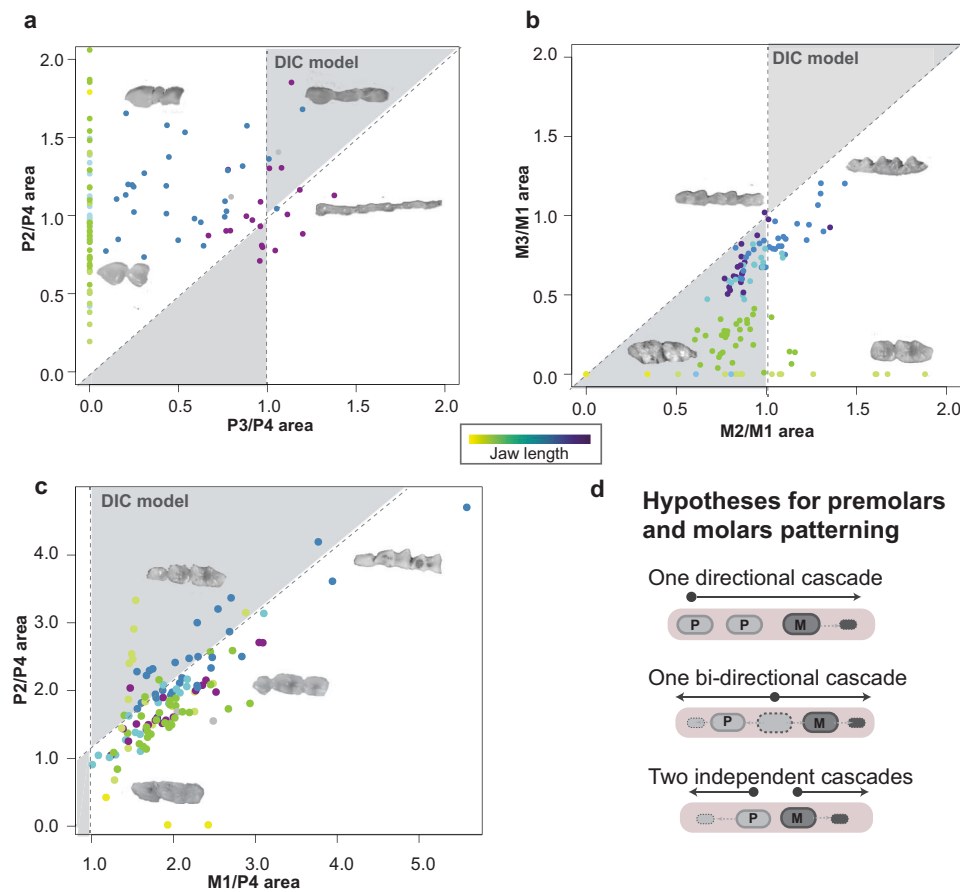 a
DIC model
2.0
1.5
1.0
0.5
0.0
P2/P4 area
0.0 0.5 1.0 1.5 2.0
P3/P4 area
b
DIC model
2.0
1.5
1.0
0.5
0.0
M3/M1 area
0.0 0.5 1.0 1.5 2.0
M2/M1 area
Jaw length
c
DIC model
4.0
3.0
2.0
1.0
0.0
P2/P4 area
1.0 2.0 3.0 4.0 5.0
M1/P4 area
d
Hypotheses for premolars
and molars patterning
One directional cascade
P P M
One bi-directional cascade
P M
Two independent cascades
P M